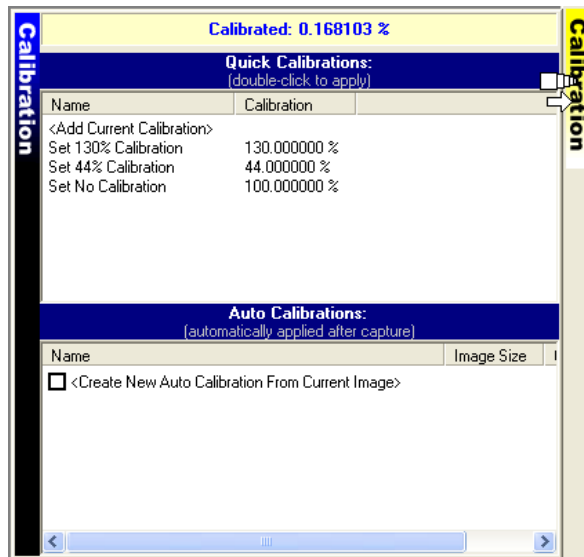 Calibration
Calibrated: 0.168103 %
Quick Calibrations:
(double-click to apply)
Name Calibration
<Add Current Calibration>
Set 130% Calibration 130.000000 %
Set 44% Calibration 44.000000 %
Set No Calibration 100.000000 %
Auto Calibrations:
(automatically applied after capture)
Name Image Size
<Create New Auto Calibration From Current Image>
Calibration